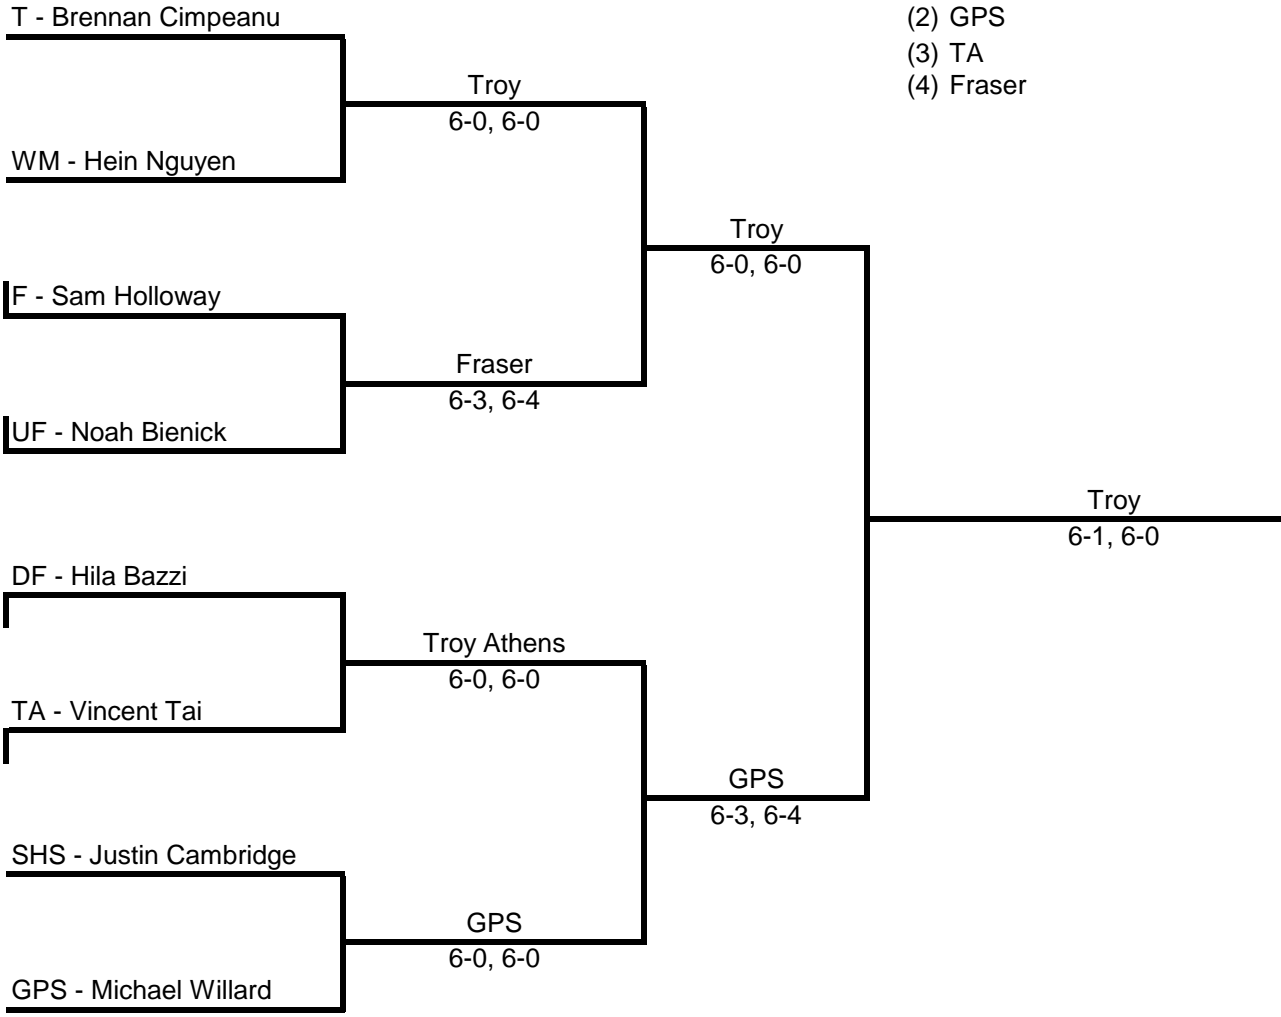 T - Brennan Cimpeanu
(2) GPS
(3) TA
(4) Fraser
Troy
6-0, 6-0
WM - Hein Nguyen
Troy
6-0, 6-0
F - Sam Holloway
Fraser
6-3, 6-4
UF - Noah Bienick
Troy
6-1, 6-0
DF - Hila Bazzi
Troy Athens
6-0, 6-0
TA - Vincent Tai
GPS
6-3, 6-4
SHS - Justin Cambridge
GPS
6-0, 6-0
GPS - Michael Willard